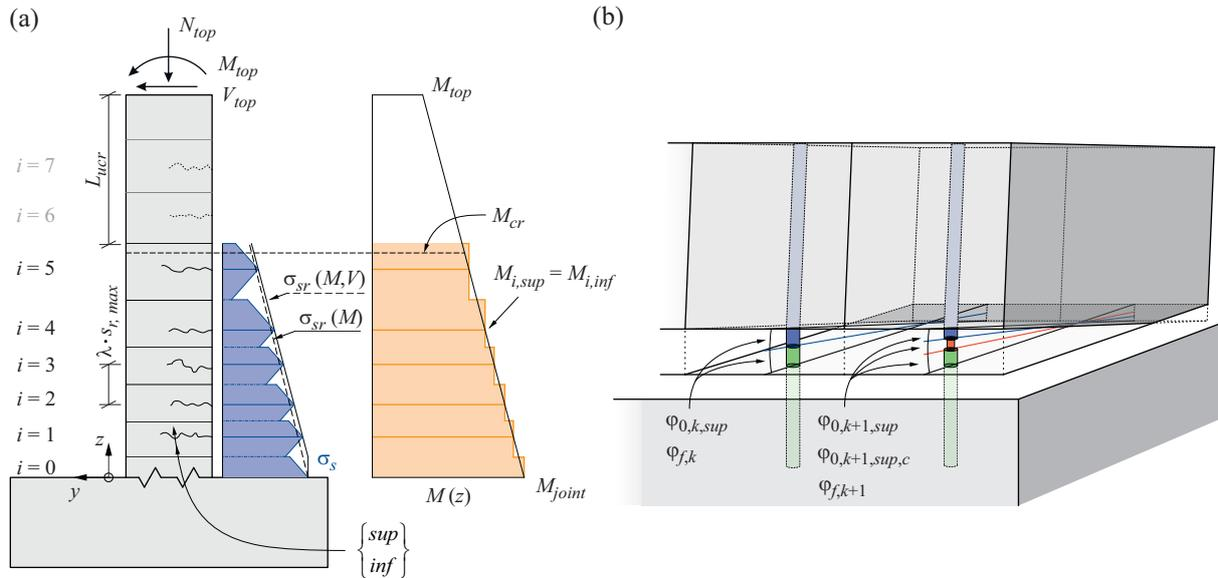 (a)
(b)
N_top
M_top
V_top
M_top
L_ucr
i = 7
i = 6
M_cr
i = 5
σ_sr (M,V)
M_i,sup = M_i,inf
σ_sr (M)
λ · s_r, max
i = 4
i = 3
i = 2
i = 1
z
i = 0
y
σ_s
M (z)
M_joint
sup
inf
φ_0,k,sup
φ_f,k
φ_0,k+1,sup
φ_0,k+1,sup,c
φ_f,k+1